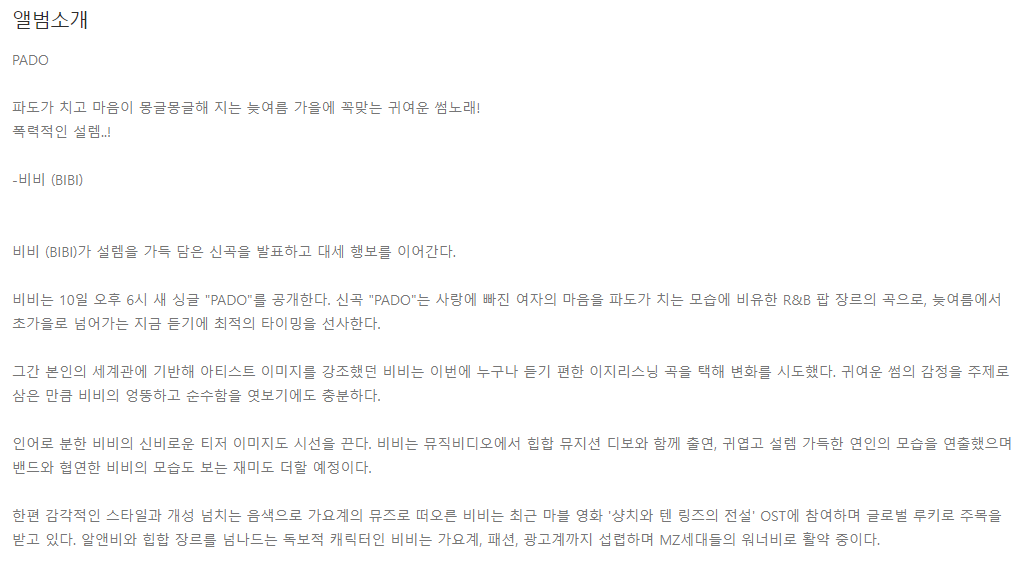 앨범소개
PADO
파도가 치고 마음이 몽글몽글해 지는 늦여름 가을에 꼭맞는 귀여운 썸노래!
폭력적인 설렘..!
-비비 (BIBI)
비비 (BIBI)가 설렘을 가득 담은 신곡을 발표하고 대세 행보를 이어간다.
비비는 10일 오후 6시 새 싱글 "PADO"를 공개한다. 신곡 "PADO"는 사랑에 빠진 여자의 마음을 파도가 치는 모습에 비유한 R&B 팝 장르의 곡으로, 늦여름에서
초가을로 넘어가는 지금 듣기에 최적의 타이밍을 선사한다.
그간 본인의 세계관에 기반해 아티스트 이미지를 강조했던 비비는 이번에 누구나 듣기 편한 이지리스닝 곡을 택해 변화를 시도했다. 귀여운 썸의 감정을 주제로
삼은 만큼 비비의 엉뚱하고 순수함을 엿보기에도 충분하다.
인어로 분한 비비의 신비로운 티저 이미지도 시선을 끈다. 비비는 뮤직비디오에서 힙합 뮤지션 디보와 함께 출연, 귀엽고 설렘 가득한 연인의 모습을 연출했으며
밴드와 협연한 비비의 모습도 보는 재미도 더할 예정이다.
한편 감각적인 스타일과 개성 넘치는 음색으로 가요계의 뮤즈로 떠오른 비비는 최근 마블 영화 '샹치와 텐 링즈의 전설' OST에 참여하며 글로벌 루키로 주목을
받고 있다. 알앤비와 힙합 장르를 넘나드는 독보적 캐릭터인 비비는 가요계, 패션, 광고계까지 섭렵하며 MZ세대들의 워너비로 활약 중이다.